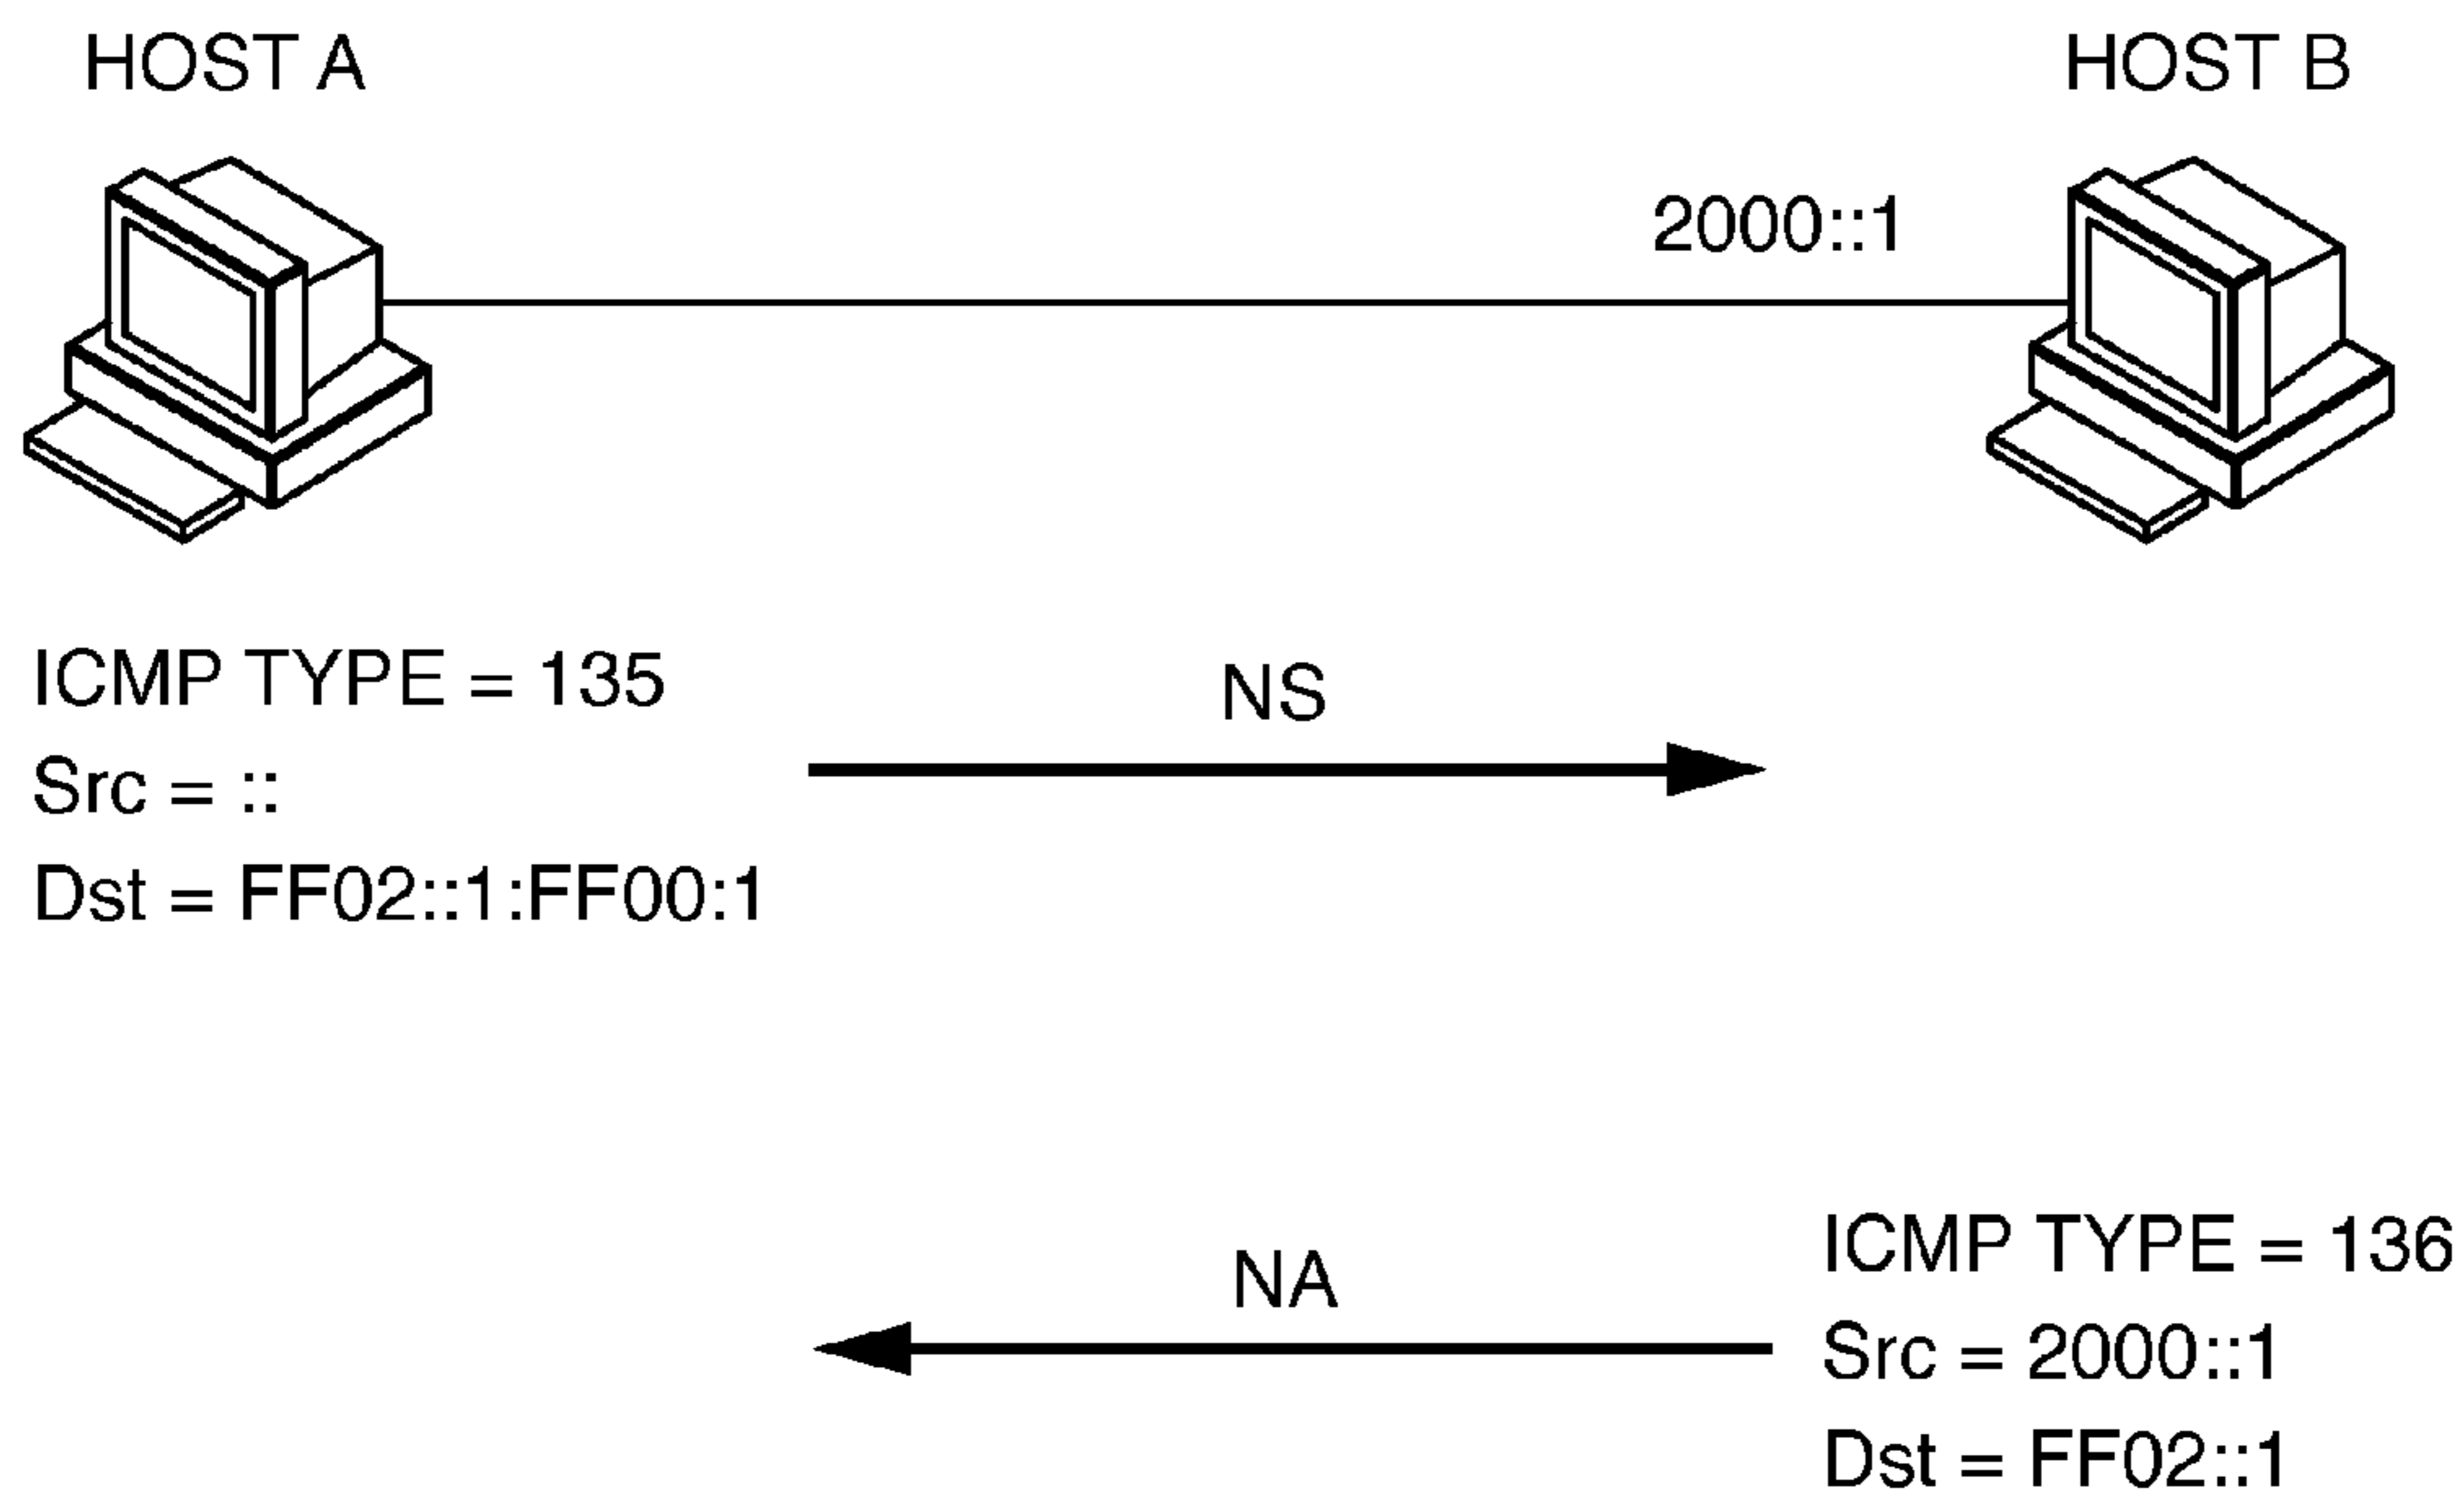 HOST A
HOST B
2000::1
ICMP TYPE = 135
Src = ::
Dst = FF02::1:FF00:1
NS
NA
ICMP TYPE = 136
Src = 2000::1
Dst = FF02::1